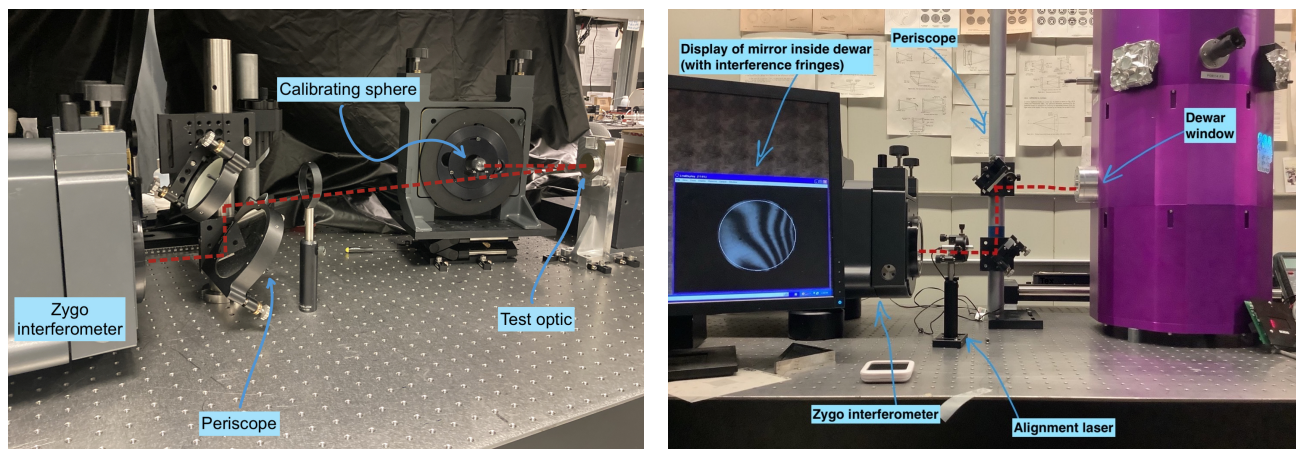 Calibrating sphere
Zygo
interferometer
Test optic
Periscope
Display of mirror inside dewar
(with interference fringes)
Periscope
Dewar
window
Zygo interferometer
Alignment laser